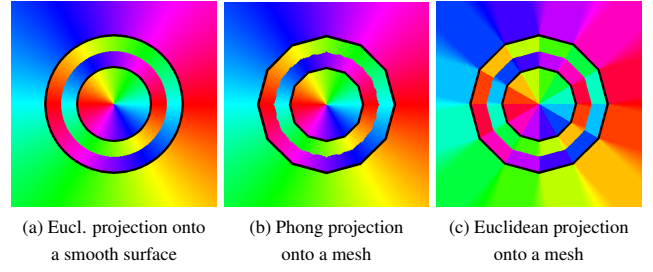 (a) Eucl. projection onto
a smooth surface
(b) Phong projection
onto a mesh
(c) Euclidean projection
onto a mesh